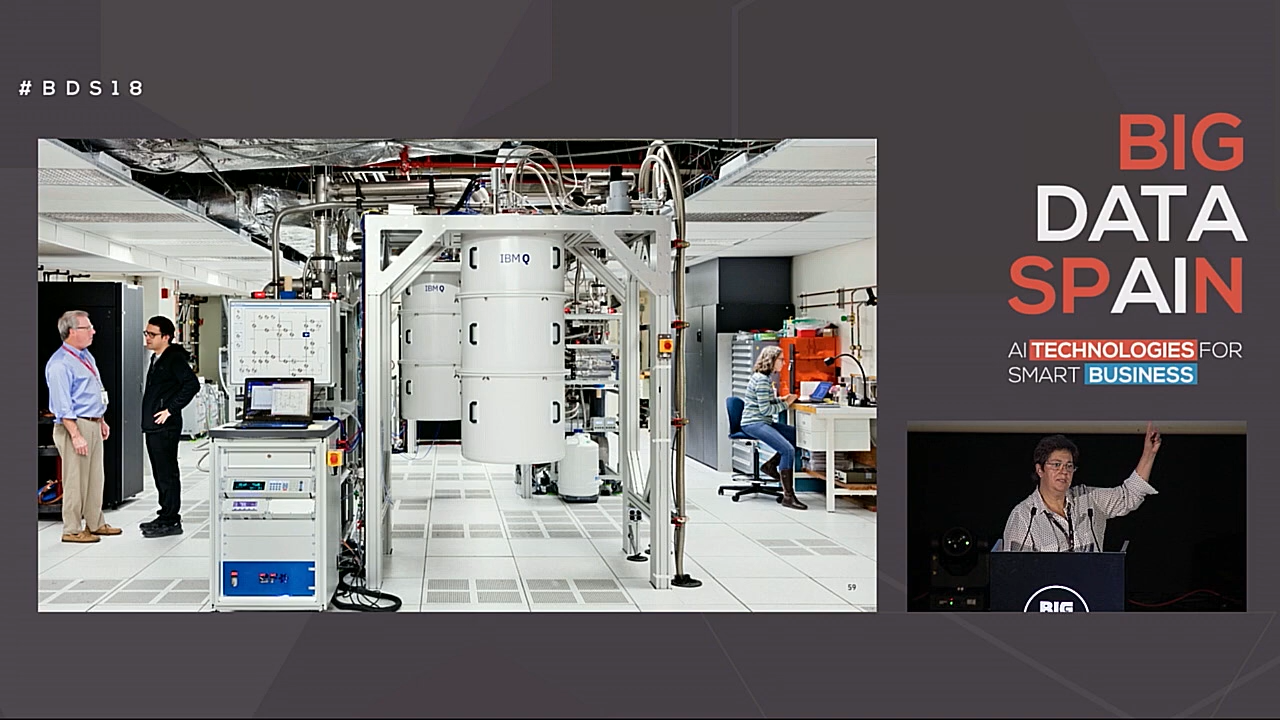 #BDS18
BIG
DATA
SPAIN
AI TECHNOLOGIES FOR
SMART BUSINESS
IBM Q
IBM Q
59
BIG